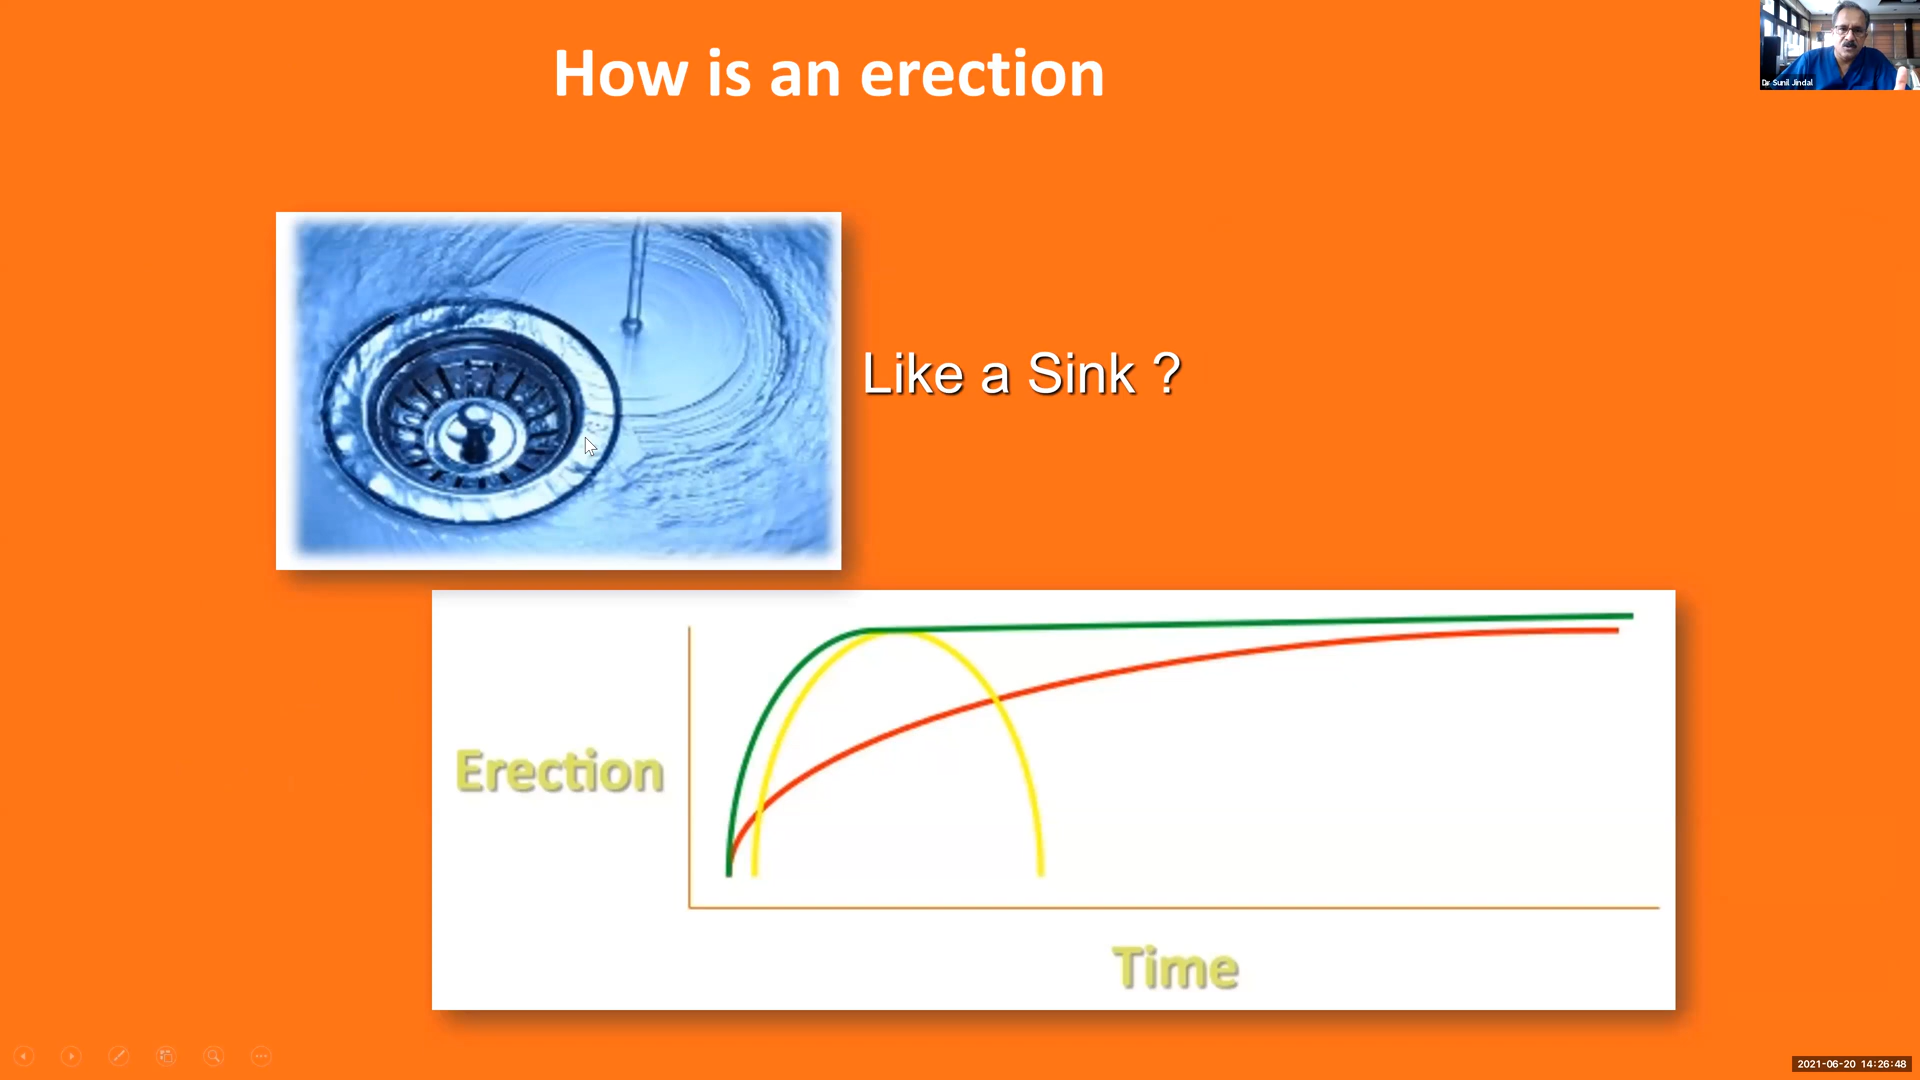 How is an erection
Dr Sunil Jindal
Like a Sink ?
Erection
Time
2021-06-20 14:26:48